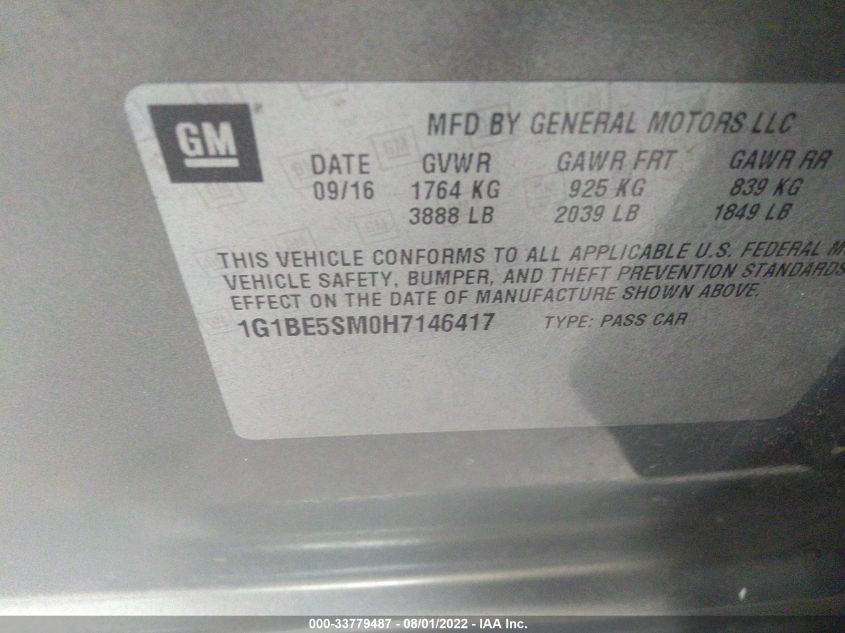 GM
MFD BY GENERAL MOTORS LLC
DATE GVWR GAWR FRT GAWR RR
09/16 1764 KG 925 KG 839 KG
3888 LB 2039 LB 1849 LB
THIS VEHICLE CONFORMS TO ALL APPLICABLE U.S. FEDERAL M
VEHICLE SAFETY, BUMPER, AND THEFT PREVENTION STANDARDS
EFFECT ON THE DATE OF MANUFACTURE SHOWN ABOVE.
1G1BE5SM0H7146417 TYPE: PASS CAR
000-33779487 - 08/01/2022 - IAA Inc.